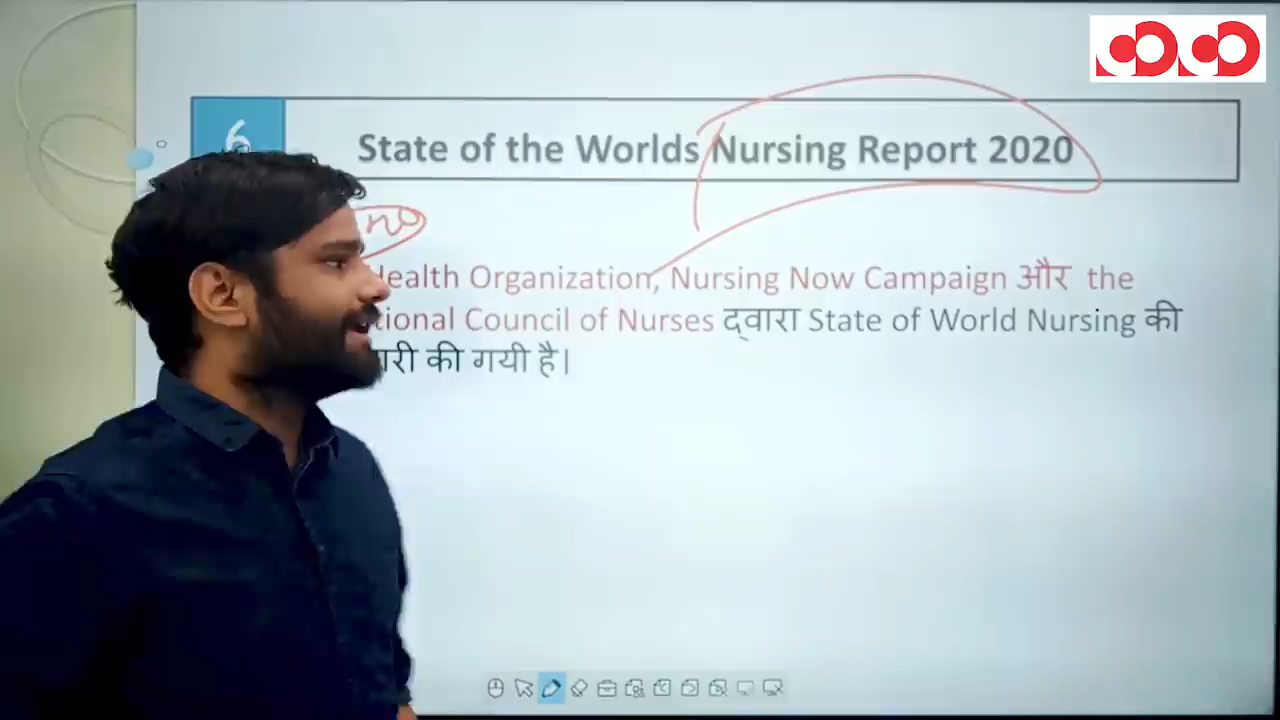 6
State of the Worlds Nursing Report 2020
Health Organization, Nursing Now Campaign और the
tional Council of Nurses द्वारा State of World Nursing की
री की गयी है।